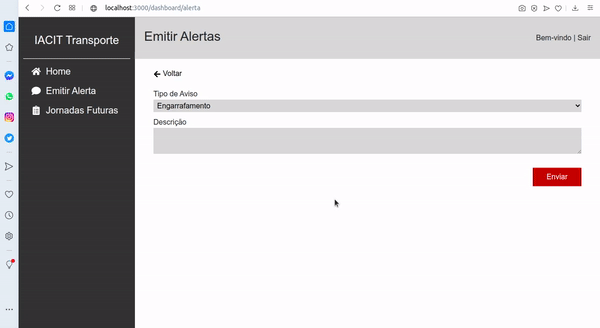 localhost:3000/dashboard/alerta
IACIT Transporte
Home
Emitir Alerta
Jornadas Futuras
Emitir Alertas
Bem-vindo | Sair
Voltar
Tipo de Aviso
Engarrafamento
Descrição
Enviar